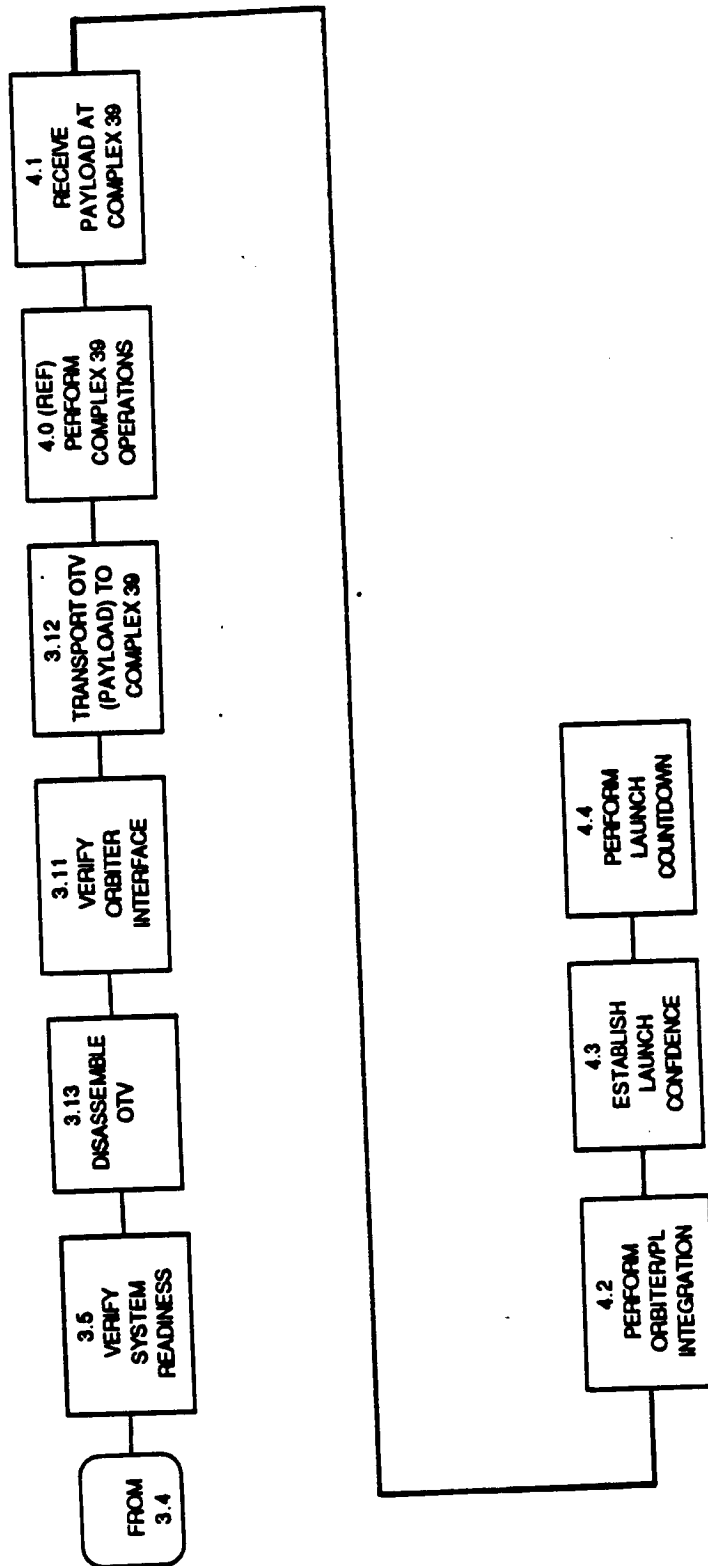 FROM
3.4
3.5
VERIFY
SYSTEM
READINESS
3.13
DISASSEMBLE
OTV
3.11
VERIFY
ORBITER
INTERFACE
3.12
TRANSPORT OTV
(PAYLOAD) TO
COMPLEX 39
4.0 (REF)
PERFORM
COMPLEX 39
OPERATIONS
4.1
RECEIVE
PAYLOAD AT
COMPLEX 39
4.2
PERFORM
ORBITER/PL
INTEGRATION
4.3
ESTABLISH
LAUNCH
CONFIDENCE
4.4
PERFORM
LAUNCH
COUNTDOWN